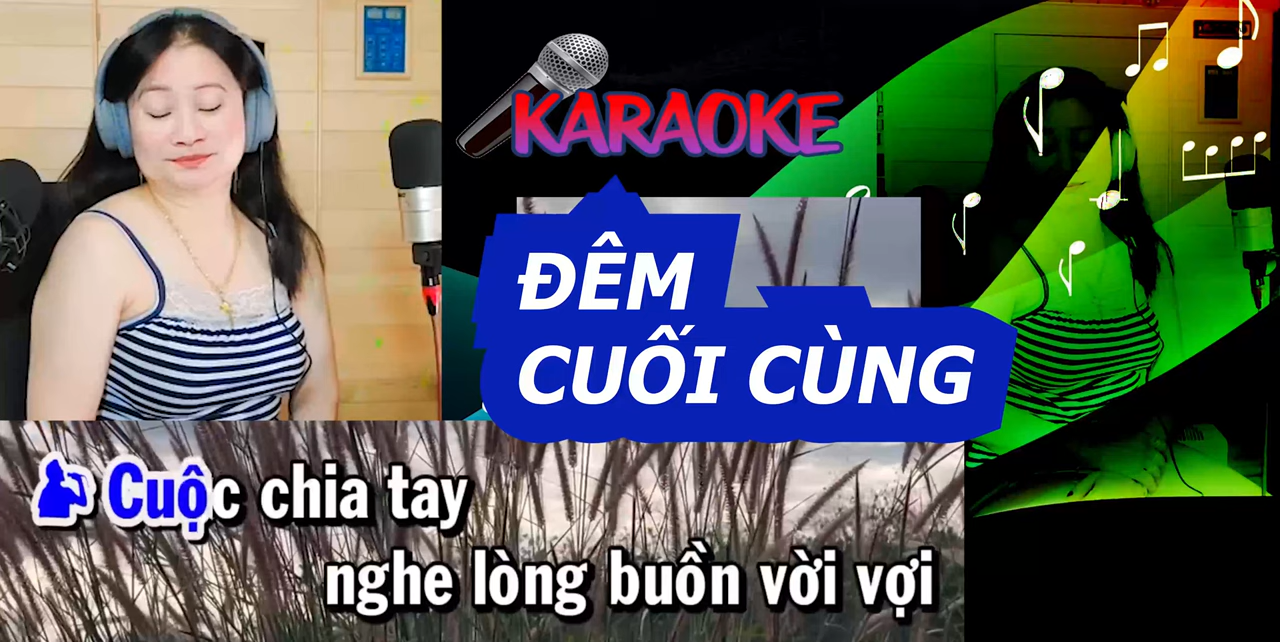 KARAOKE
ĐÊM
CUỐI CÙNG
Cuộc chia tay
nghe lòng buồn vời vợi